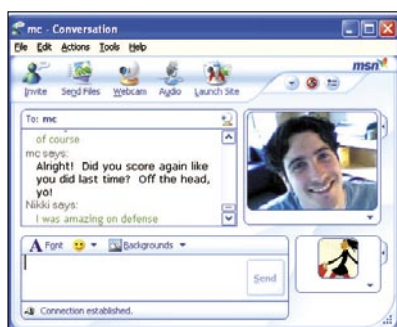 mc - Conversation
File Edit Actions Tools Help
msn
Invite Send Files Webcam Audio Launch Site
To: mc
of course
mc says:
Alright! Did you score again like
you did last time? Off the head,
yo!
Nikki says:
I was amazing on defense
A Font Backgrounds
Send
Connection established.